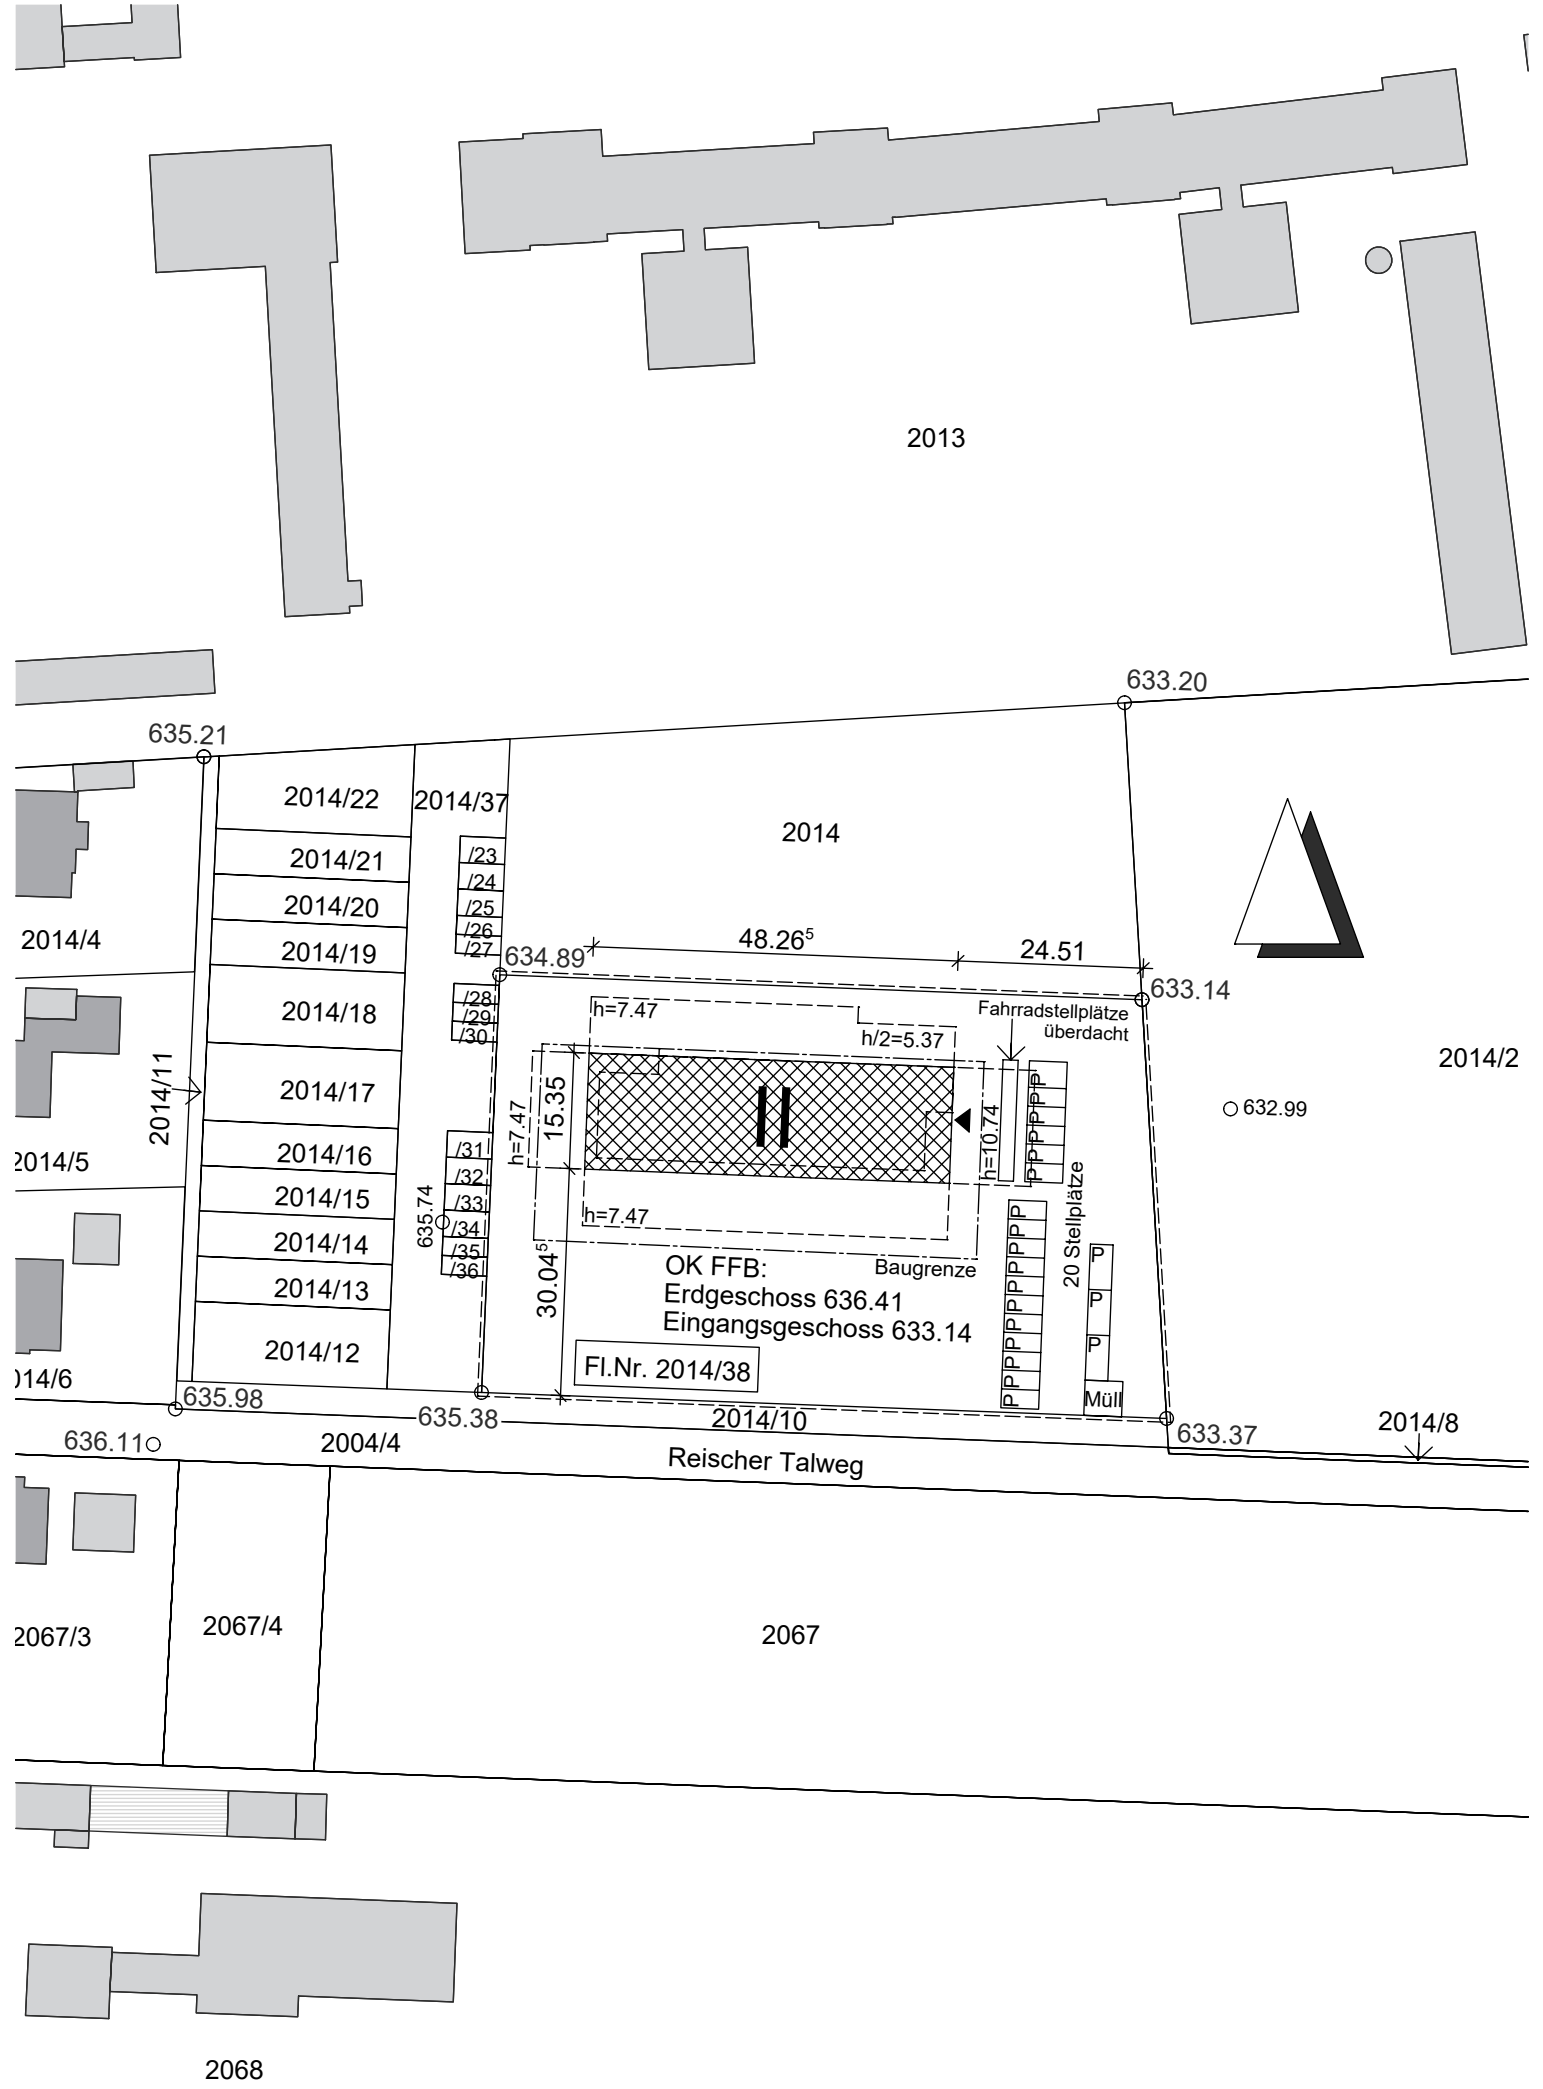 2013
633.20
635.21
2014/22
2014/37
2014
/23
2014/21
/24
2014/20
/25
/26
2014/4
2014/19
/27
634.89
48.26⁵
24.51
633.14
/28
h=7.47
Fahrradstellplätze
überdacht
2014/18
/29
/30
h/2=5.37
2014/2
2014/11
2014/17
h=7.47
15.35
h=10.74
P
P
P
P
P
632.99
2014/16
/31
2014/5
2014/15
/32
635.74
/33
/34
/35
/36
h=7.47
20 Stellplätze
P
P
P
P
P
P
P
P
P
P
P
P
Müll
2014/14
2014/13
30.04⁵
OK FFB:
Baugrenze
Erdgeschoss 636.41
Eingangsgeschoss 633.14
2014/12
Fl.Nr. 2014/38
014/6
635.98
635.38
2014/10
633.37
2014/8
636.11
2004/4
Reischer Talweg
2067/3
2067/4
2067
2068